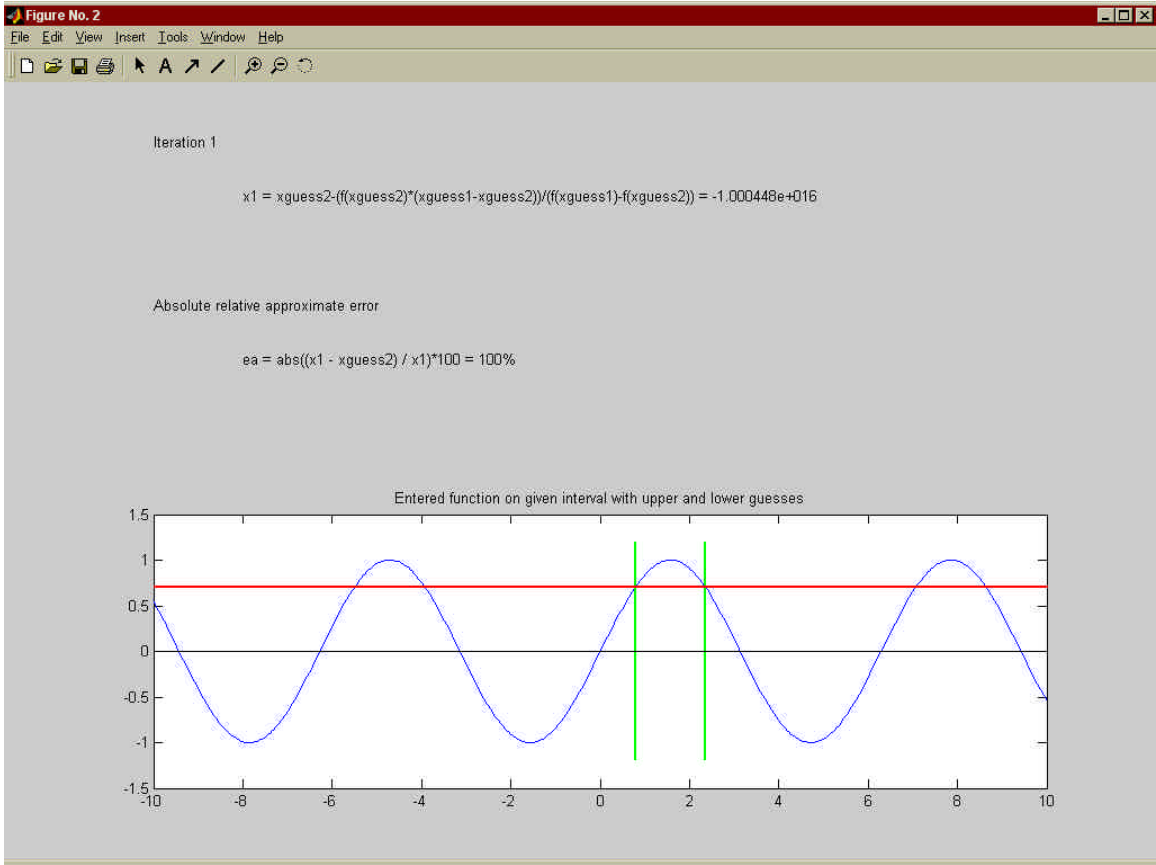 Figure No. 2
File Edit View Insert Tools Window Help
A
Iteration 1
x1 = xguess2-(f(xguess2)*(xguess1-xguess2))/(f(xguess1)-f(xguess2)) = -1.000448e+016
Absolute relative approximate error
ea = abs((x1 - xguess2) / x1)*100 = 100%
Entered function on given interval with upper and lower guesses
1.5
1
0.5
0
-0.5
-1
-1.5
-10 -8 -6 -4 -2 0 2 4 6 8 10